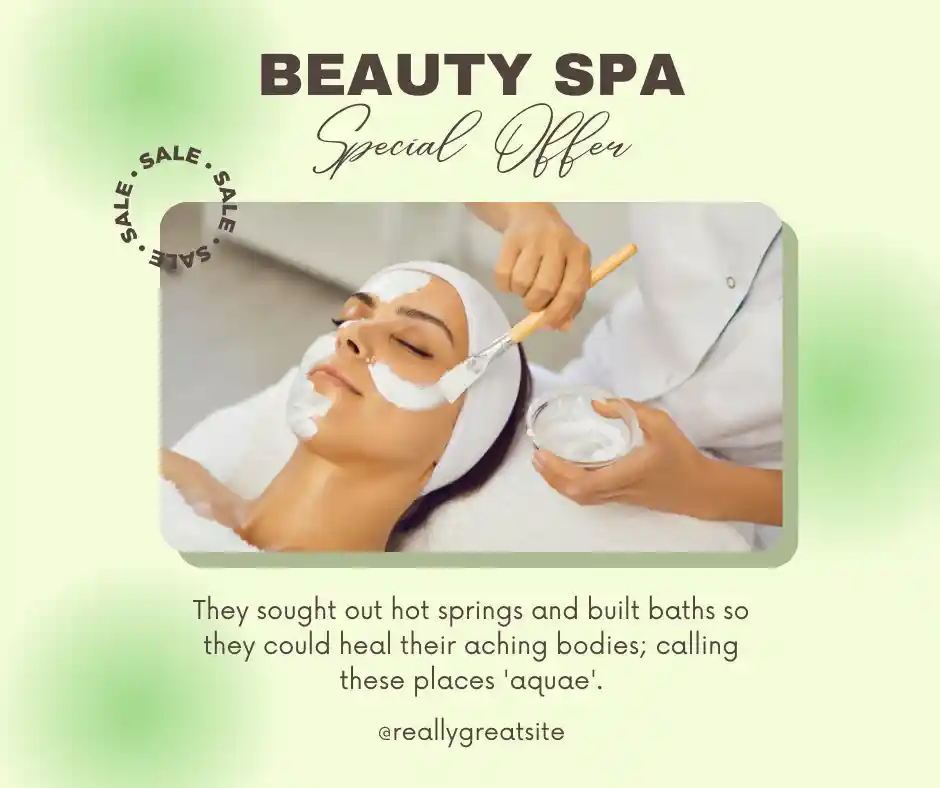 BEAUTY SPA
Special Offer
SALE • SALE • SALE • SALE •
They sought out hot springs and built baths so
they could heal their aching bodies; calling
these places 'aquae'.
@reallygreatsite